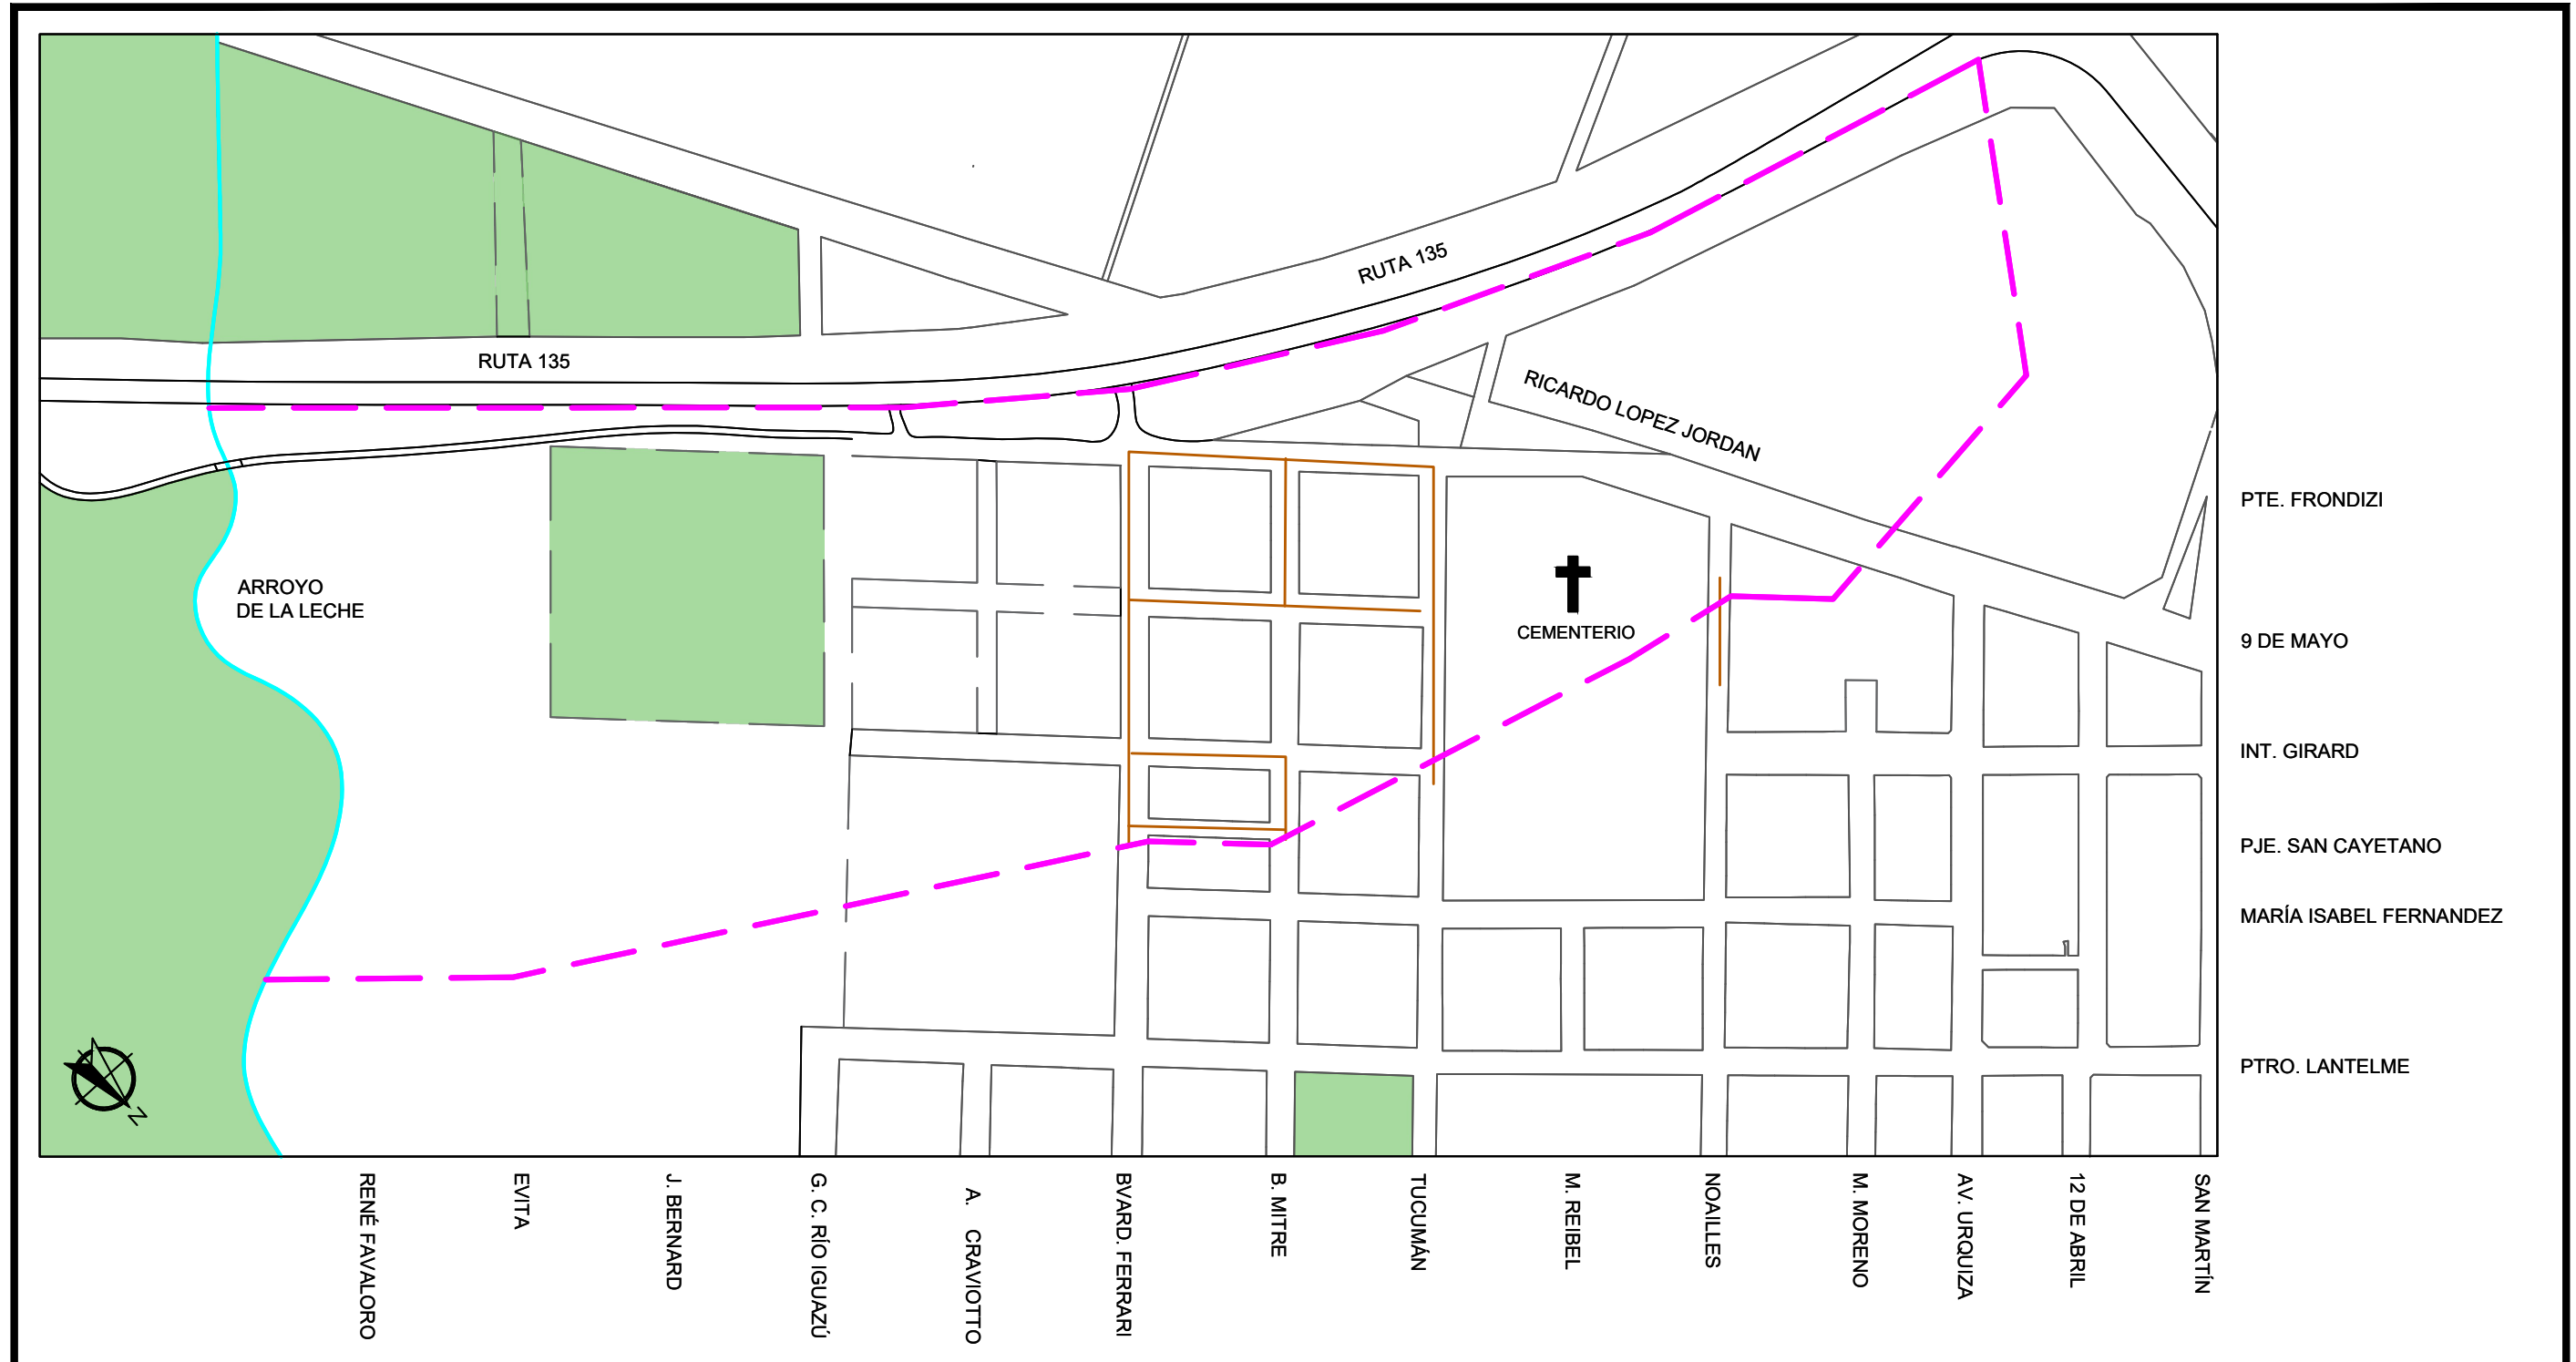 RUTA 135
RUTA 135
RICARDO LOPEZ JORDAN
PTE. FRONDIZI
ARROYO
DE LA LECHE
CEMENTERIO
9 DE MAYO
INT. GIRARD
PJE. SAN CAYETANO
MARÍA ISABEL FERNANDEZ
PTRO. LANTELME
N
RENÉ FAVALORO
EVITA
J. BERNARD
G. C. RÍO IGUAZÚ
A. CRAVIOTTO
BVARD. FERRARI
B. MITRE
TUCUMÁN
M. REIBEL
NOAILLES
M. MORENO
AV. URQUIZA
12 DE ABRIL
SAN MARTÍN